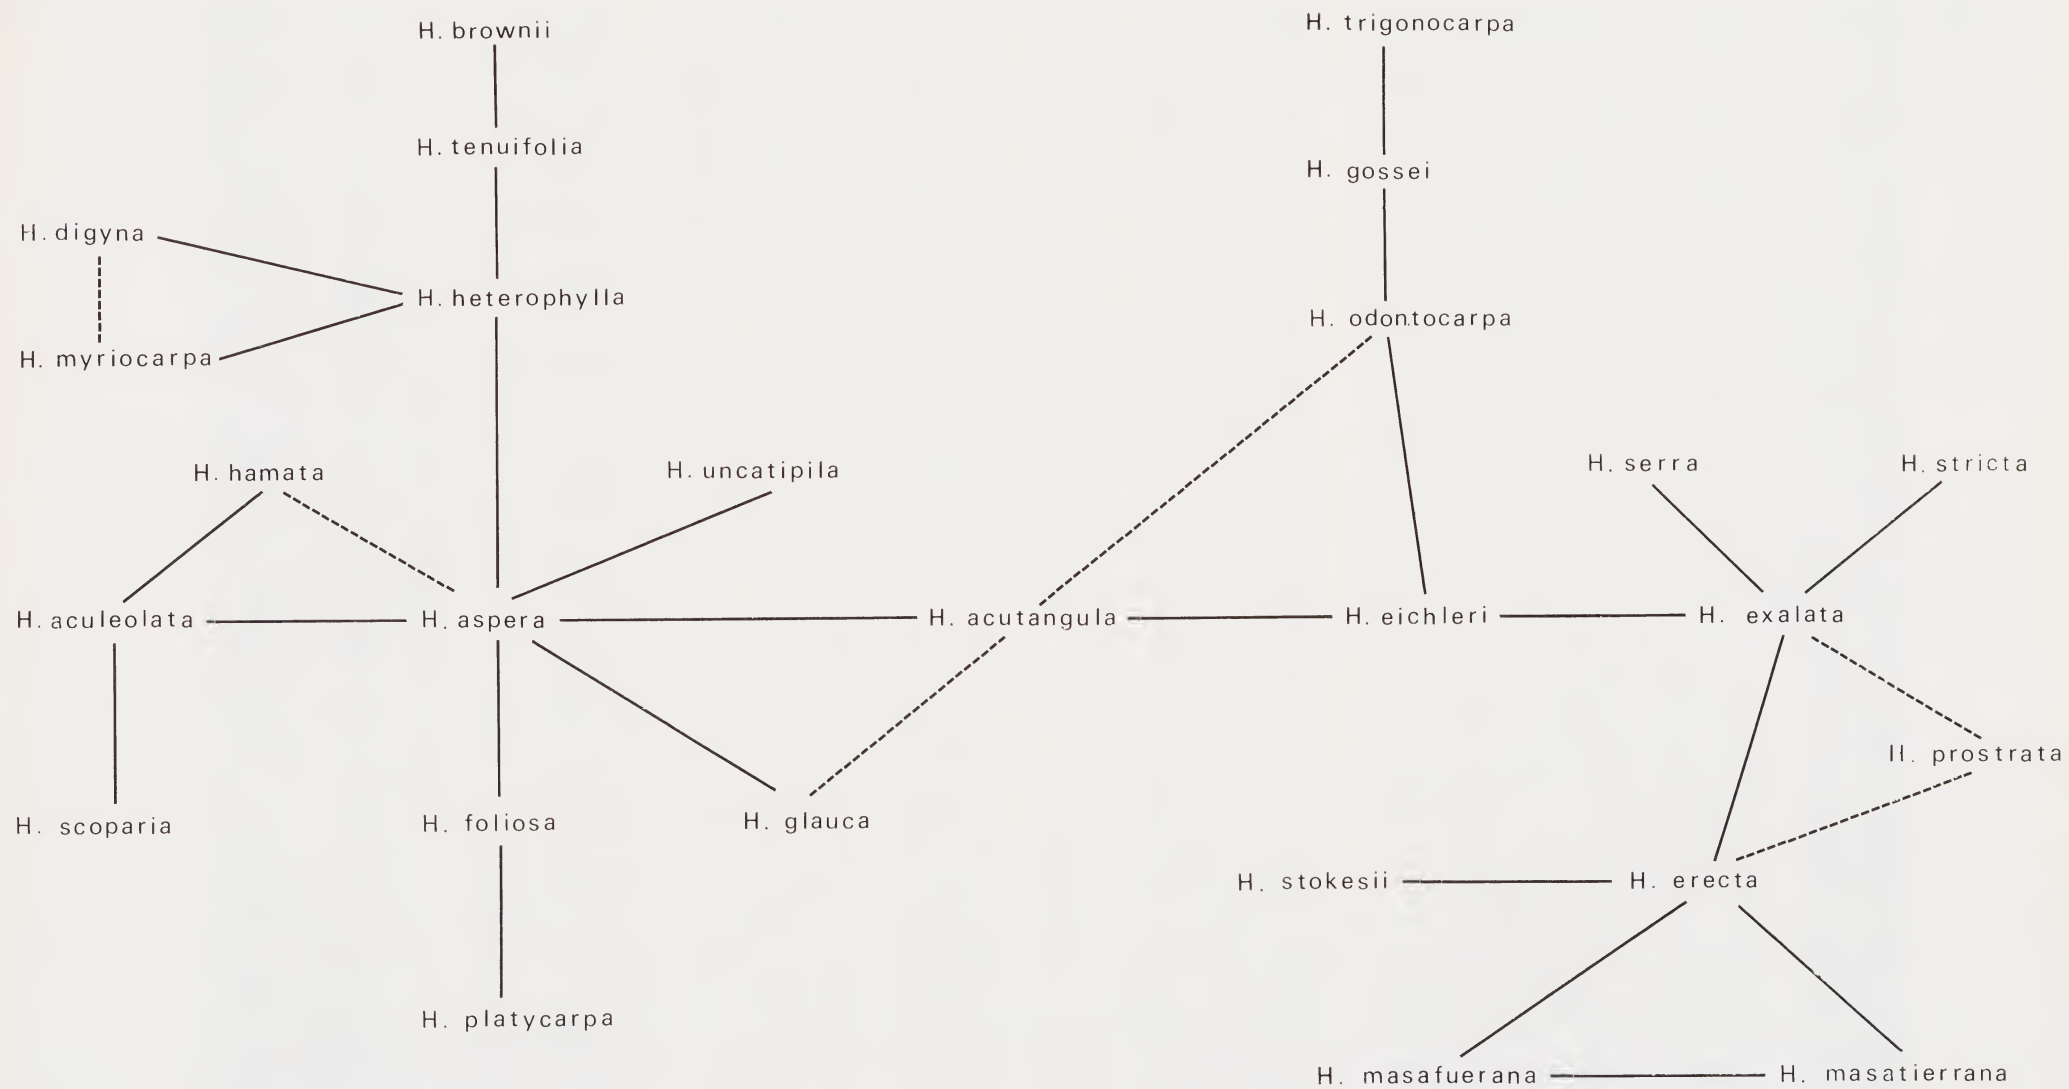 H. brownii
H. trigonocarpa
H. tenuifolia
H. gossei
H. digyna
H. heterophylla
H. odontocarpa
H. myriocarpa
H. hamata
H. uncatipila
H. serra
H. stricta
H. aculeolata
H. aspera
H. acutangula
H. eichleri
H. exalata
H. prostrata
H. scoparia
H. foliosa
H. glauca
H. stokesii
H. erecta
H. platycarpa
H. masafuerana
H. masatierrana